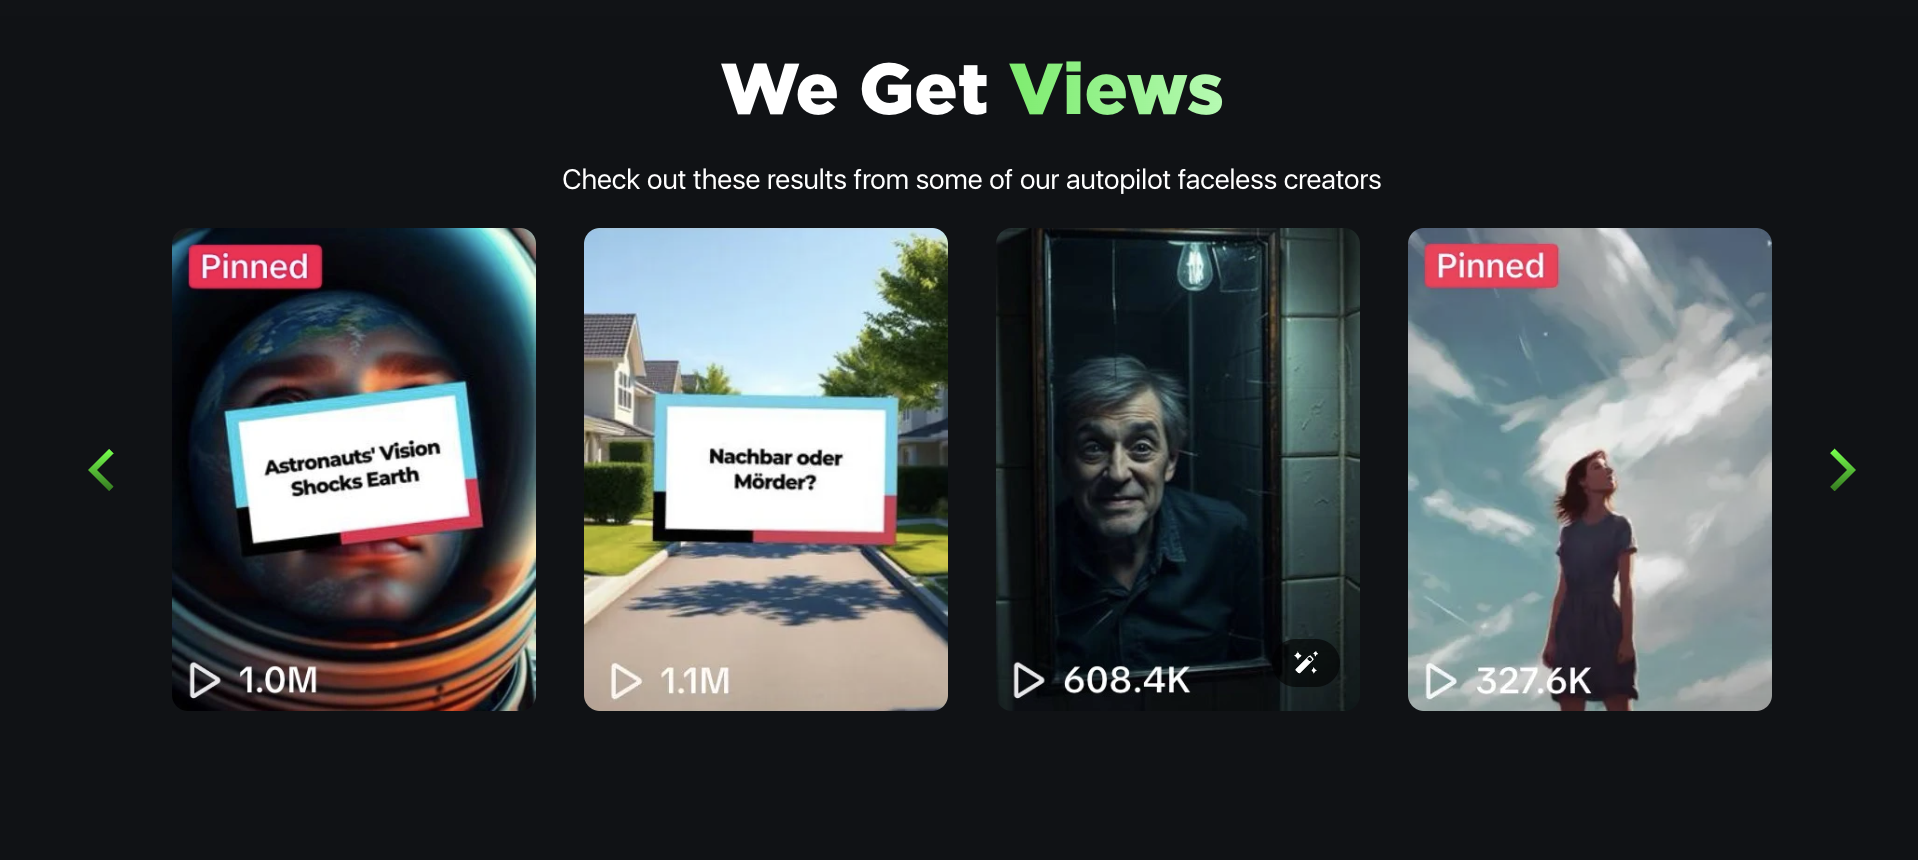 We Get Views
Check out these results from some of our autopilot faceless creators
Pinned
Astronauts' Vision
Shocks Earth
1.0M
Nachbar oder
Mörder?
1.1M
608.4K
Pinned
327.6K